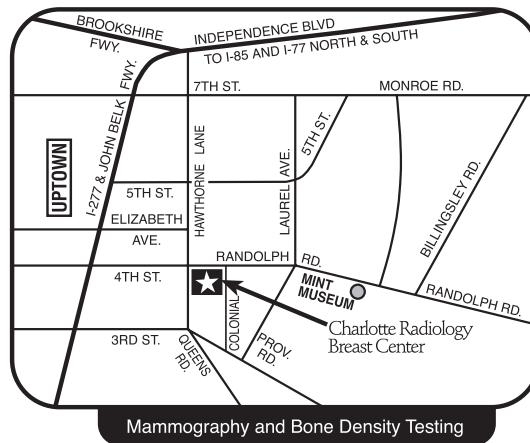 BROOKSHIRE
FWY.
INDEPENDENCE BLVD
TO I-85 AND I-77 NORTH & SOUTH
7TH ST.
MONROE RD.
I-277 & JOHN BELK FWY.
UPTOWN
HAWTHORNE LANE
LAUREL AVE.
5TH ST.
BILLINGSLEY RD.
5TH ST.
ELIZABETH
AVE.
RANDOLPH RD.
4TH ST.
MINT
MUSEUM
RANDOLPH RD.
COLONIAL
3RD ST.
QUEENS
RD.
PROV.
RD.
Charlotte Radiology
Breast Center
Mammography and Bone Density Testing